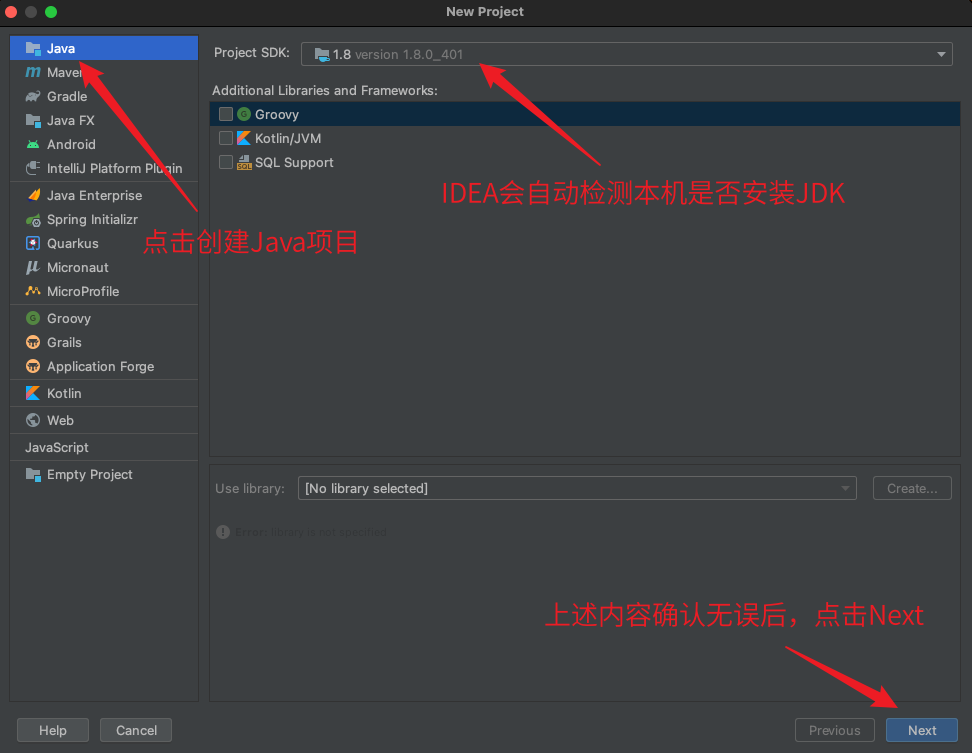 New Project
Java
Project SDK: 1.8 version 1.8.0_401
Maven
Gradle
Java FX
Android
IntelliJ Platform Plugin
Java Enterprise
Spring Initializr
Quarkus
Micronaut
MicroProfile
Groovy
Grails
Application Forge
Kotlin
Web
JavaScript
Empty Project
点击创建Java项目
Additional Libraries and Frameworks:
Groovy
Kotlin/JVM
SQL Support
IDEA会自动检测本机是否安装JDK
Use library: [No library selected] Create...
Error: library is not specified
上述内容确认无误后，点击Next
Help Cancel Previous Next